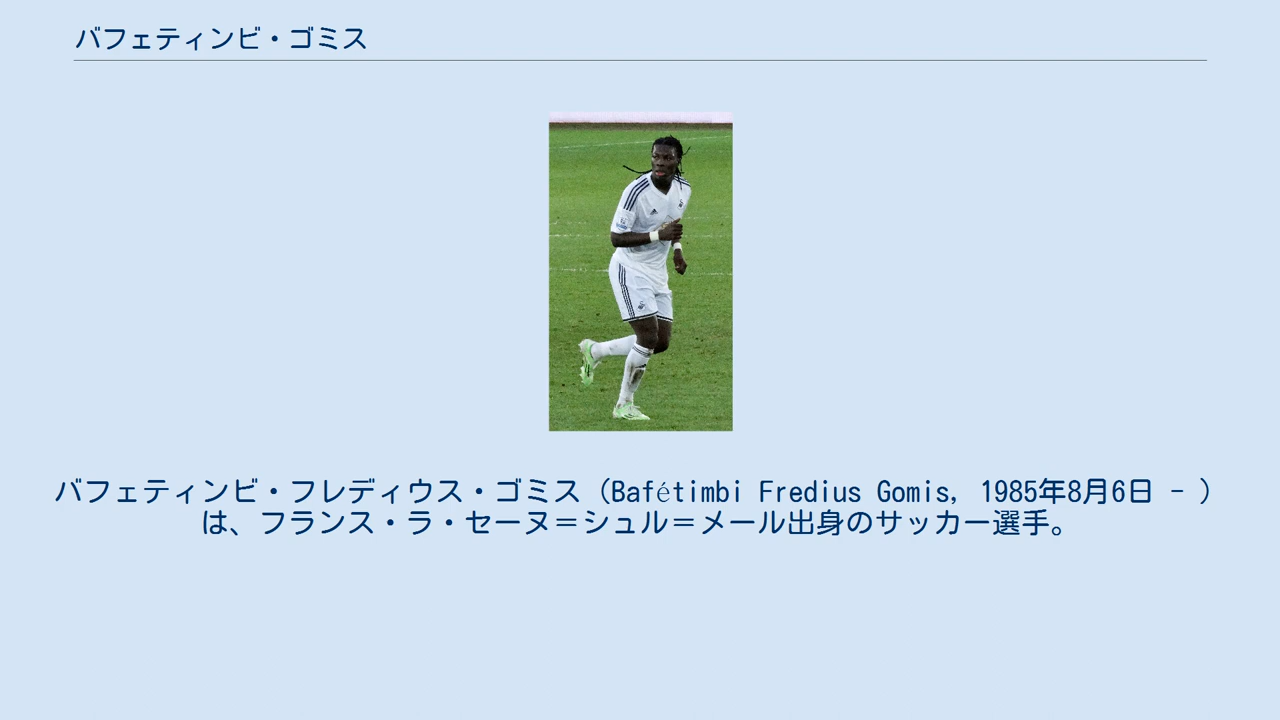 バフェティンビ・ゴミス
バフェティンビ・フレディウス・ゴミス（Bafétimbi Fredius Gomis, 1985年8月6日 - ）
は、フランス・ラ・セーヌ＝シュル＝メール出身のサッカー選手。